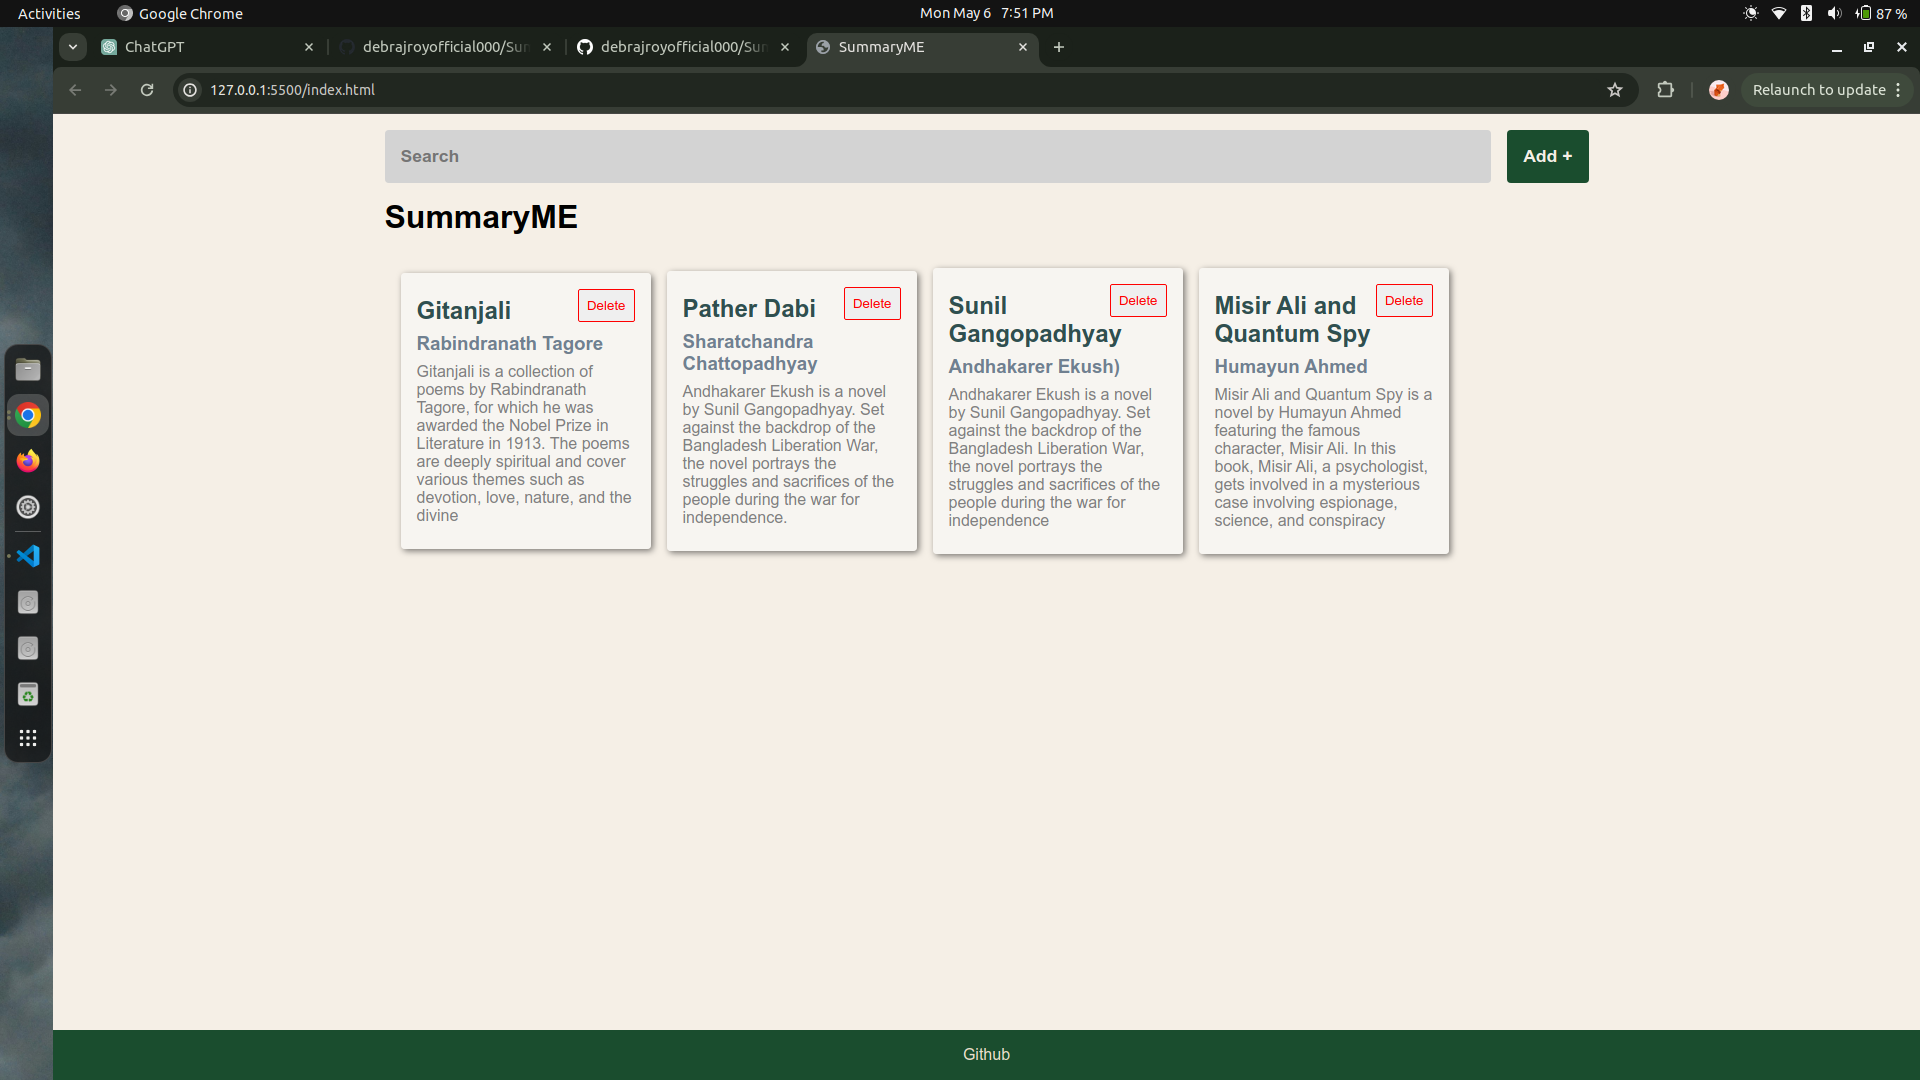 Activities
Google Chrome
Mon May 6 7:51 PM
87 %
ChatGPT
debrajroyofficial000/Sun
debrajroyofficial000/Sun
SummaryME
127.0.0.1:5500/index.html
Relaunch to update
Search
Add +
SummaryME
Gitanjali
Delete
Rabindranath Tagore
Gitanjali is a collection of
poems by Rabindranath
Tagore, for which he was
awarded the Nobel Prize in
Literature in 1913. The poems
are deeply spiritual and cover
various themes such as
devotion, love, nature, and the
divine
Pather Dabi
Delete
Sharatchandra
Chattopadhyay
Andhakarer Ekush is a novel
by Sunil Gangopadhyay. Set
against the backdrop of the
Bangladesh Liberation War,
the novel portrays the
struggles and sacrifices of the
people during the war for
independence.
Sunil
Gangopadhyay
Delete
Andhakarer Ekush)
Andhakarer Ekush is a novel
by Sunil Gangopadhyay. Set
against the backdrop of the
Bangladesh Liberation War,
the novel portrays the
struggles and sacrifices of the
people during the war for
independence
Misir Ali and
Quantum Spy
Delete
Humayun Ahmed
Misir Ali and Quantum Spy is a
novel by Humayun Ahmed
featuring the famous
character, Misir Ali. In this
book, Misir Ali, a psychologist,
gets involved in a mysterious
case involving espionage,
science, and conspiracy
Github